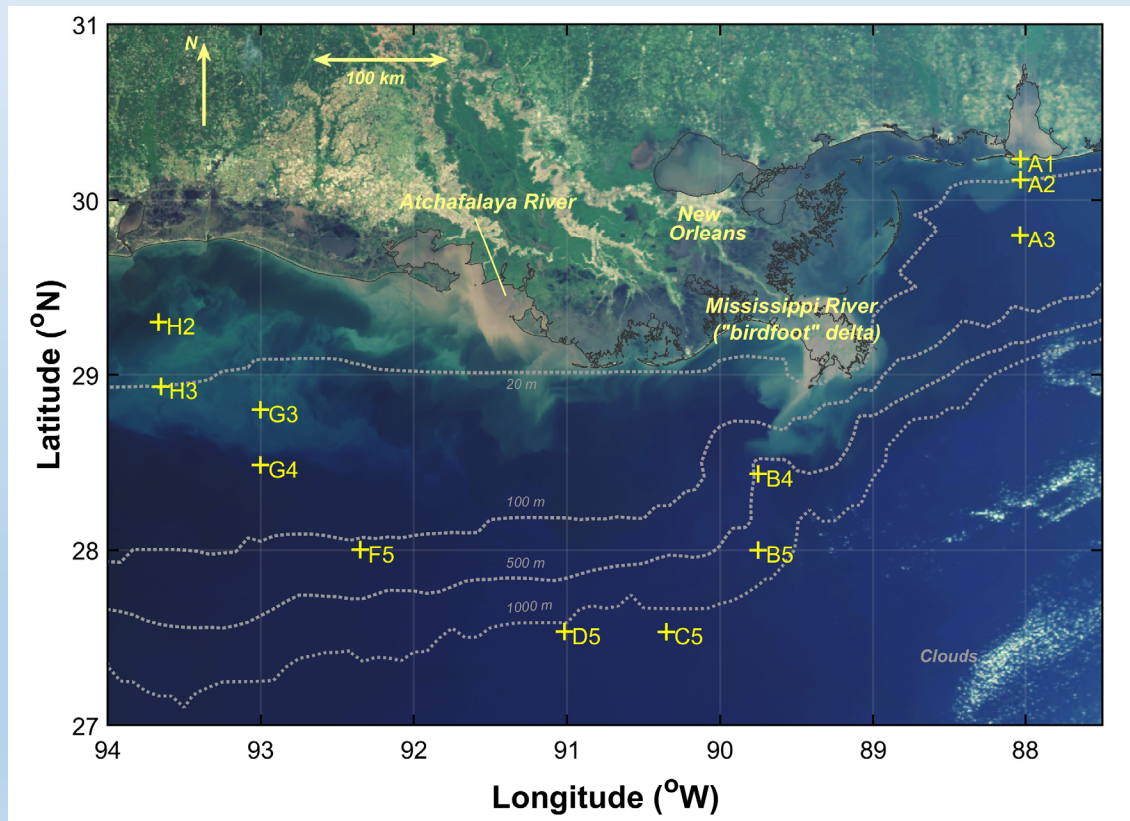 31
30
29
28
27
Latitude (°N)
N
100 km
Atchafalaya River
New
Orleans
Mississippi River
("birdfoot" delta)
A1
A2
A3
H2
H3
G3
G4
20 m
B4
100 m
F5
B5
500 m
1000 m
D5
C5
Clouds
94
93
92
91
90
89
88
Longitude (°W)